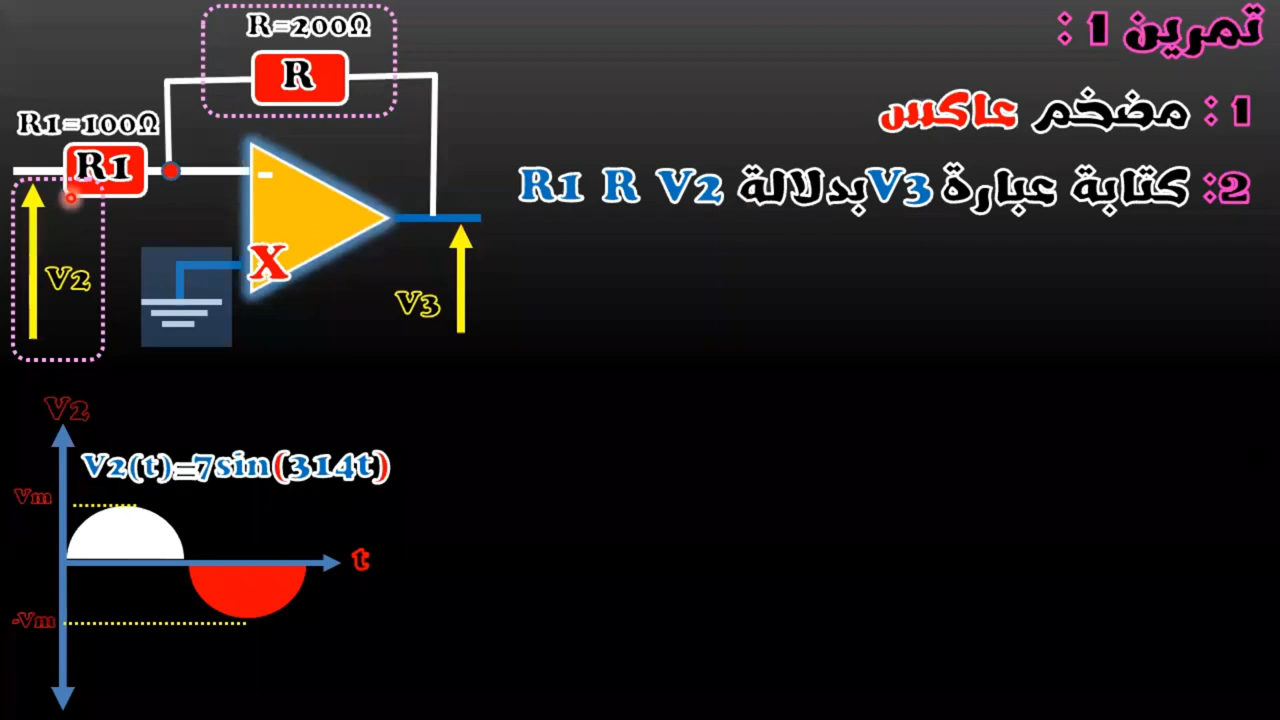 تمرين 1 :
1 : مضخم عاكس
2: كتابة عبارة V3بدلالة R1 R V2
R=200Ω
R
R1=100Ω
R1
-
X
V2
V3
V2
V2(t)=7sin(314t)
Vm
t
-Vm